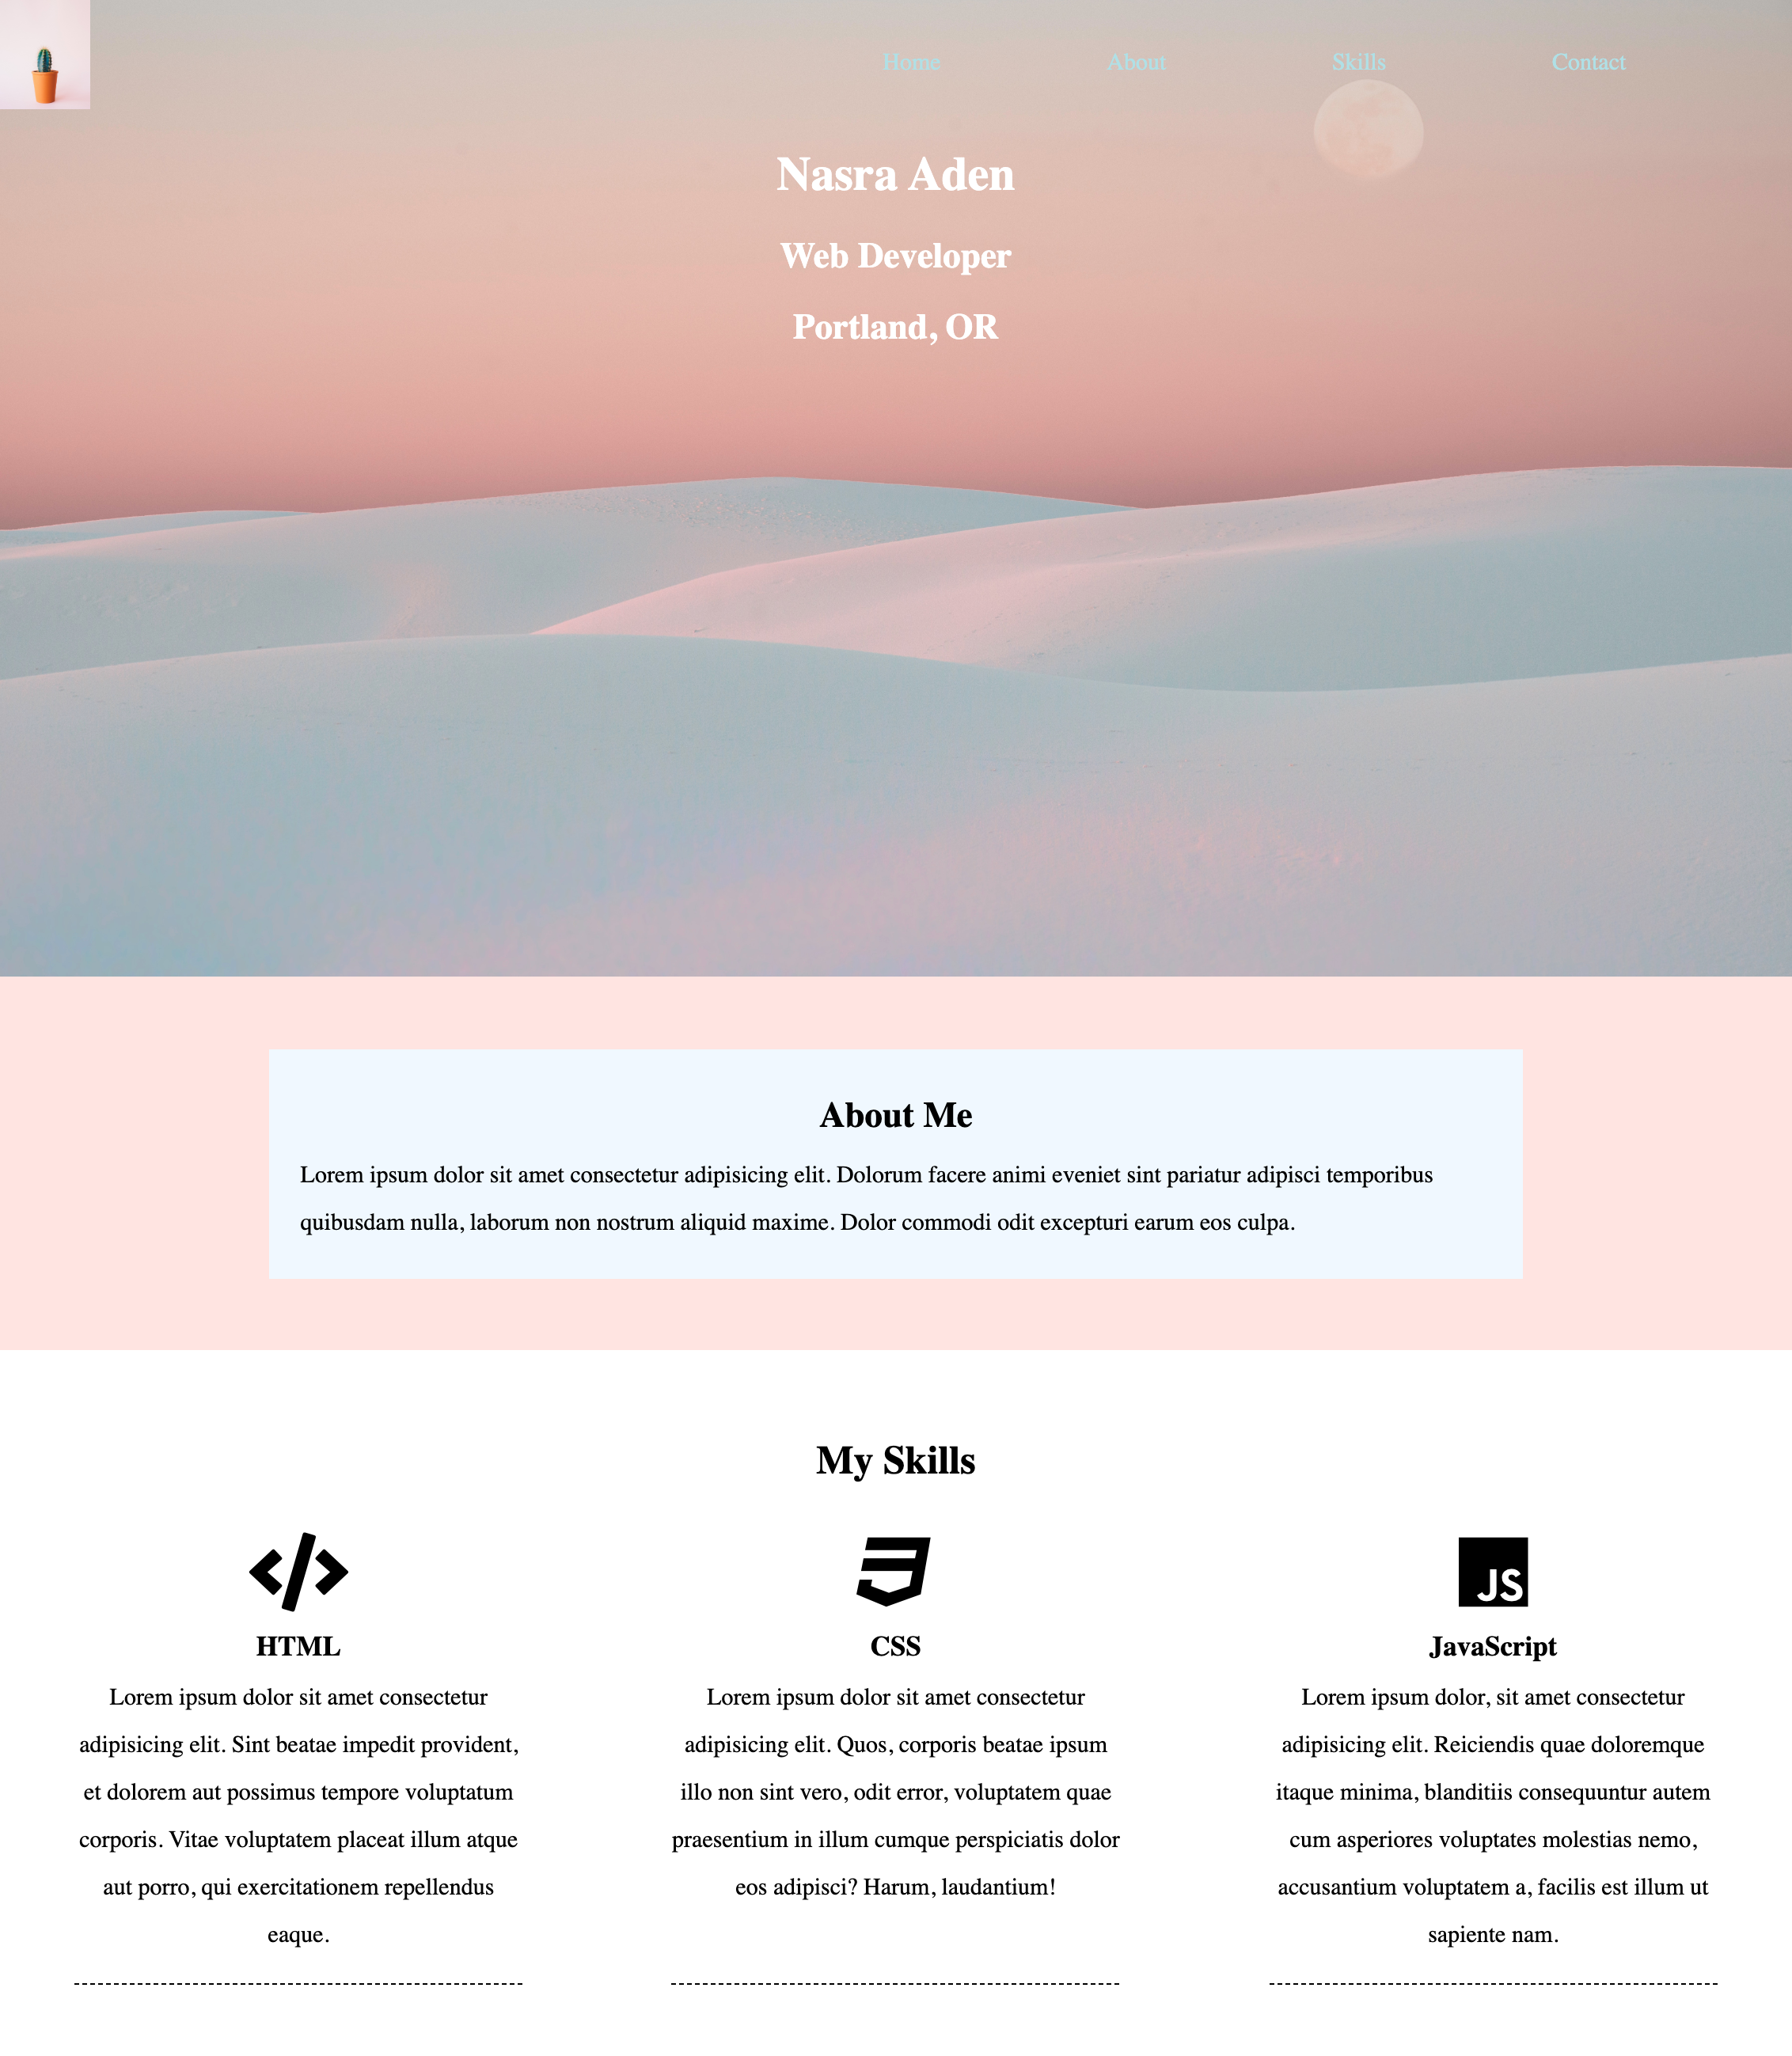 Home About Skills Contact
Nasra Aden
Web Developer
Portland, OR
About Me
Lorem ipsum dolor sit amet consectetur adipisicing elit. Dolorum facere animi eveniet sint pariatur adipisci temporibus
quibusdam nulla, laborum non nostrum aliquid maxime. Dolor commodi odit excepturi earum eos culpa.
My Skills
HTML
Lorem ipsum dolor sit amet consectetur
adipisicing elit. Sint beatae impedit provident,
et dolorem aut possimus tempore voluptatum
corporis. Vitae voluptatem placeat illum atque
aut porro, qui exercitationem repellendus
eaque.
CSS
Lorem ipsum dolor sit amet consectetur
adipisicing elit. Quos, corporis beatae ipsum
illo non sint vero, odit error, voluptatem quae
praesentium in illum cumque perspiciatis dolor
eos adipisci? Harum, laudantium!
JS
JavaScript
Lorem ipsum dolor, sit amet consectetur
adipisicing elit. Reiciendis quae doloremque
itaque minima, blanditiis consequuntur autem
cum asperiores voluptates molestias nemo,
accusantium voluptatem a, facilis est illum ut
sapiente nam.